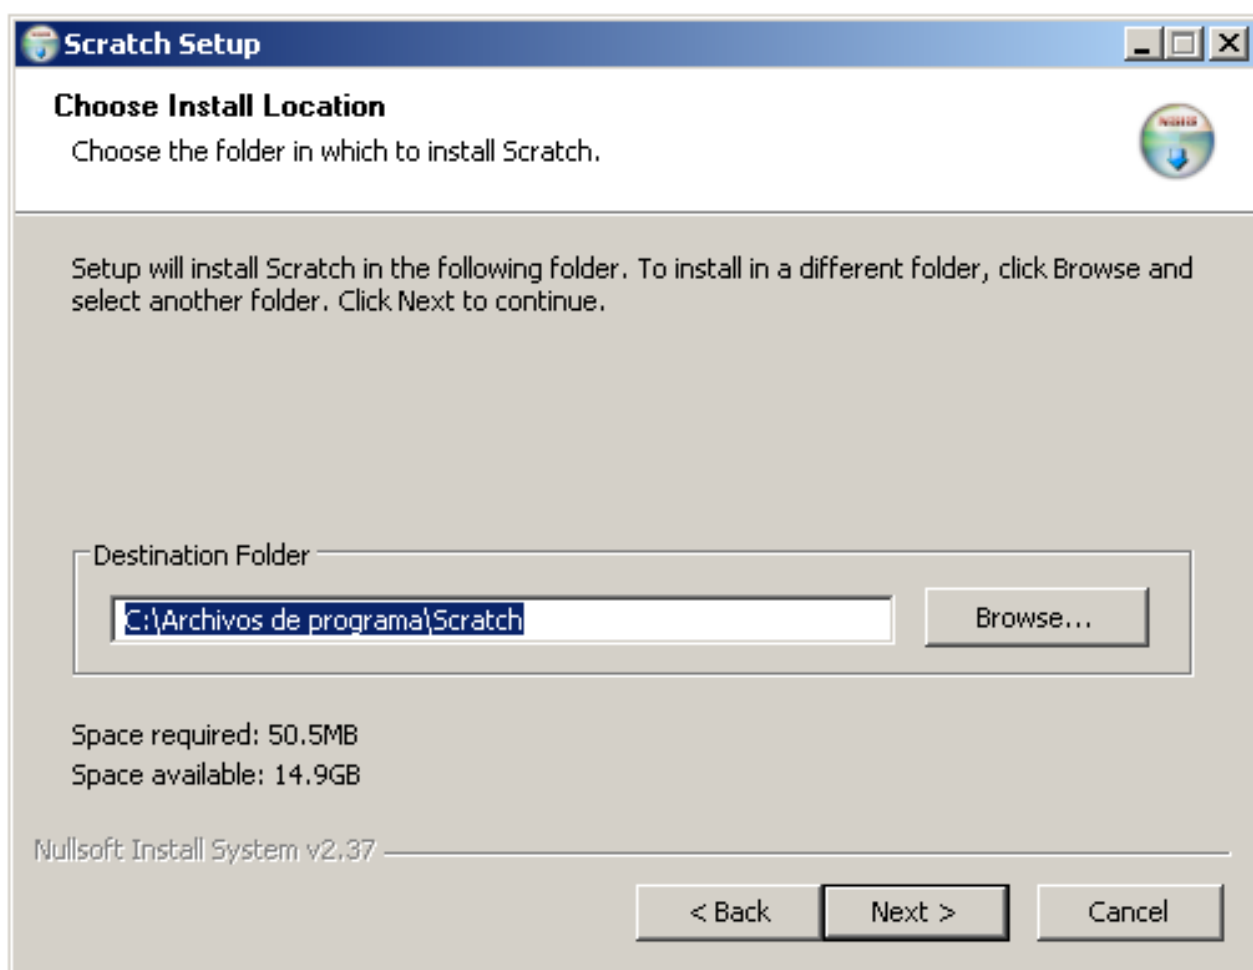 Scratch Setup
Choose Install Location
Choose the folder in which to install Scratch.
Setup will install Scratch in the following folder. To install in a different folder, click Browse and
select another folder. Click Next to continue.
Destination Folder
C:\Archivos de programa\Scratch
Browse...
Space required: 50.5MB
Space available: 14.9GB
Nullsoft Install System v2.37
< Back
Next >
Cancel